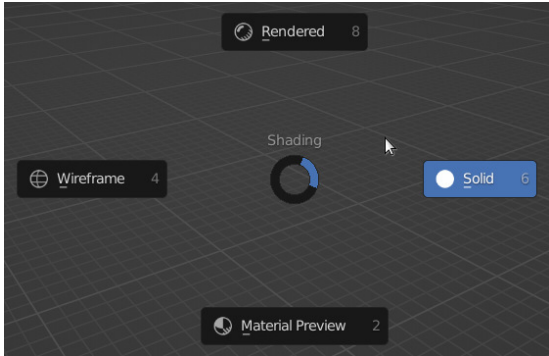 Rendered 8
Shading
Wireframe 4
Solid 6
Material Preview 2